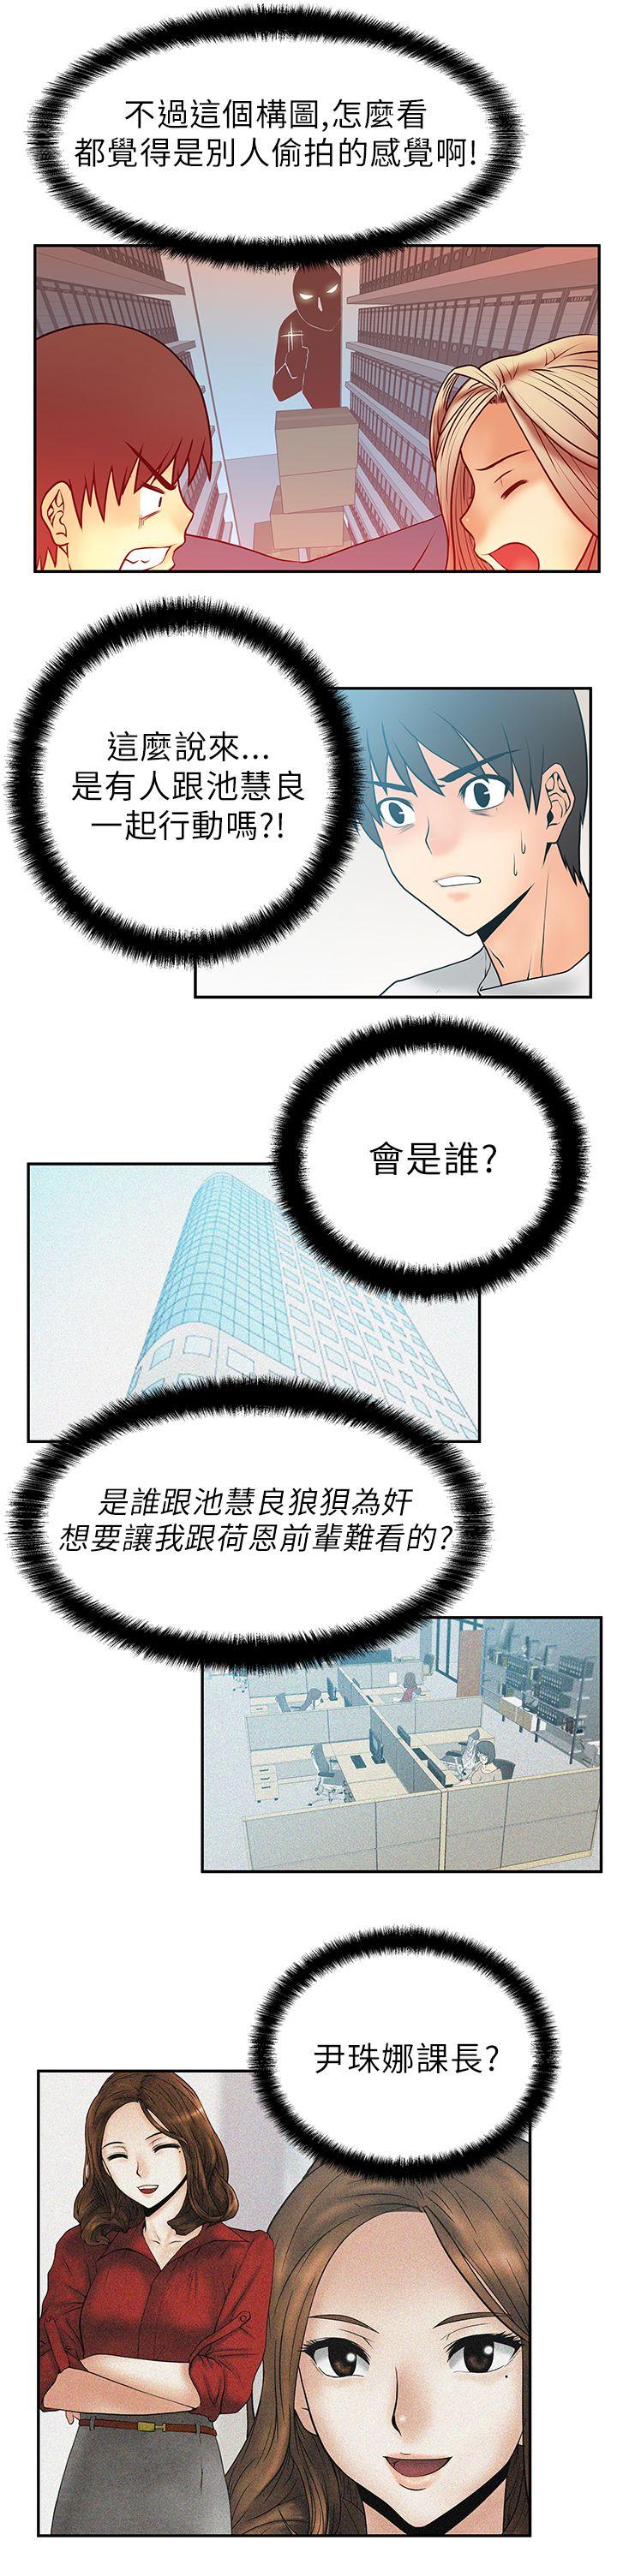 不過這個構圖,怎麼看
都覺得是別人偷拍的感覺啊!
這麼說來...
是有人跟池慧良
一起行動嗎?!
會是誰?
是誰跟池慧良狼狽為奸
想要讓我跟荷恩前輩難看的?
尹珠娜課長?